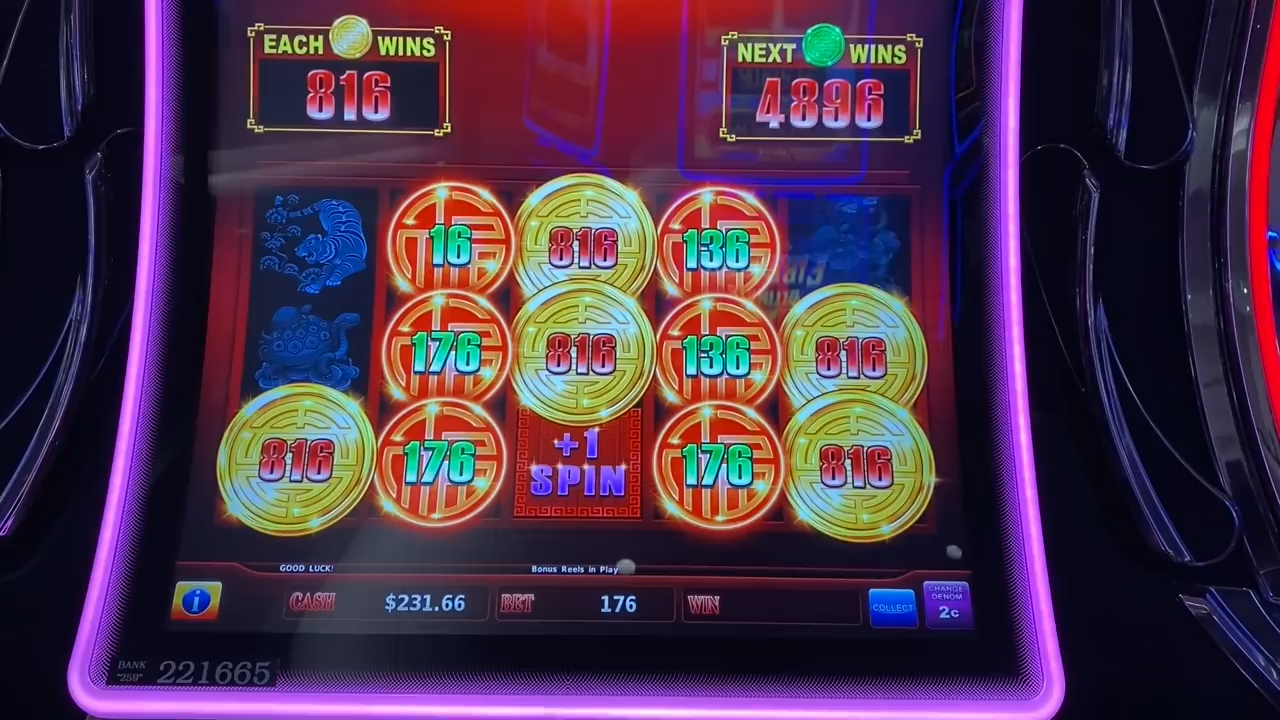 EACH WINS
816
NEXT WINS
4896
16
816
136
176
816
136
816
816
176
+1
SPIN
176
816
GOOD LUCK!
Bonus Reels in Play
CASH
$231.66
BET
176
WIN
COLLECT
CHANGE
DENOM
2¢
BANK
"259"
221665